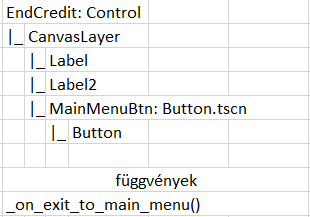 EndCredit: Control
|_ CanvasLayer
|_ Label
|_ Label2
|_ MainMenuBtn: Button.tscn
|_ Button
függvények
_on_exit_to_main_menu()